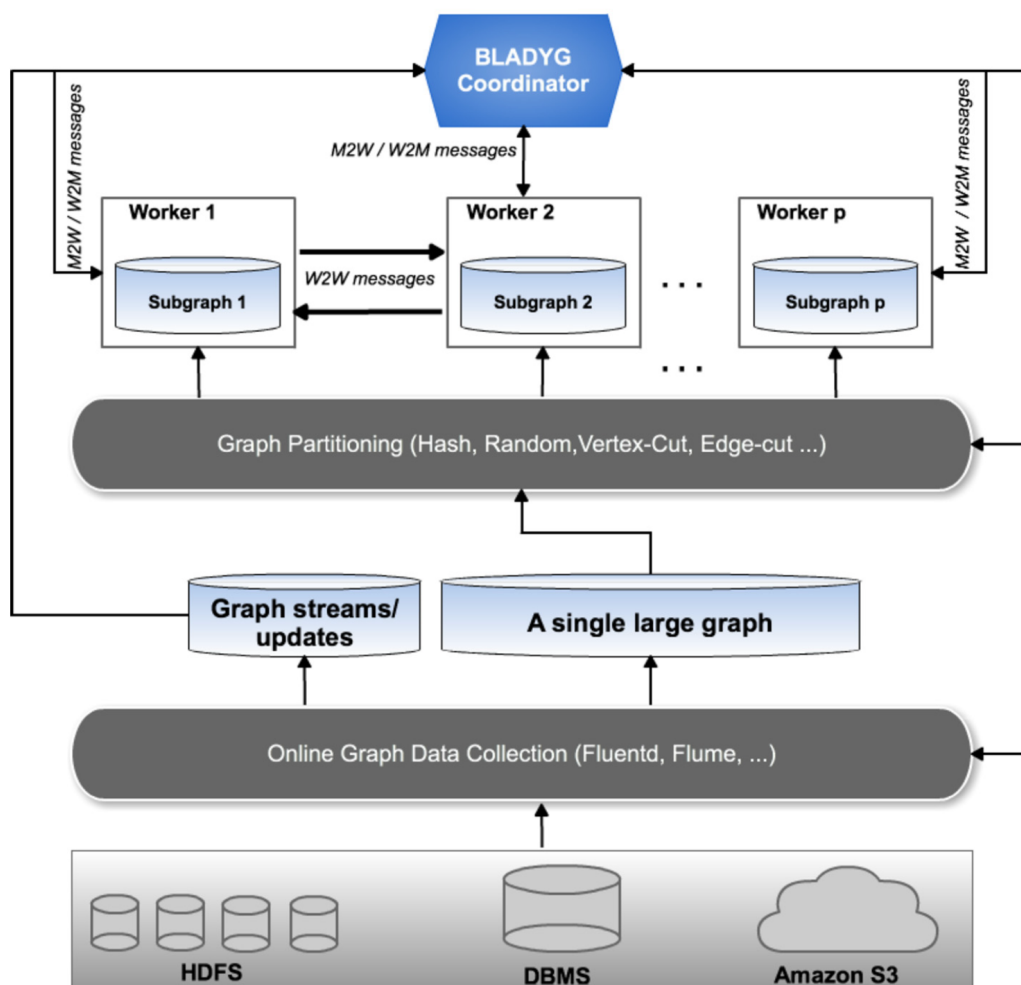 BLADYG
Coordinator
M2W / W2M messages
M2W / W2M messages
M2W / W2M messages
Worker 1
Worker 2
Worker p
W2W messages
Subgraph 1
Subgraph 2
Subgraph p
...
...
Graph Partitioning (Hash, Random,Vertex-Cut, Edge-cut ...)
Graph streams/
updates
A single large graph
Online Graph Data Collection (Fluentd, Flume, ...)
HDFS
DBMS
Amazon S3